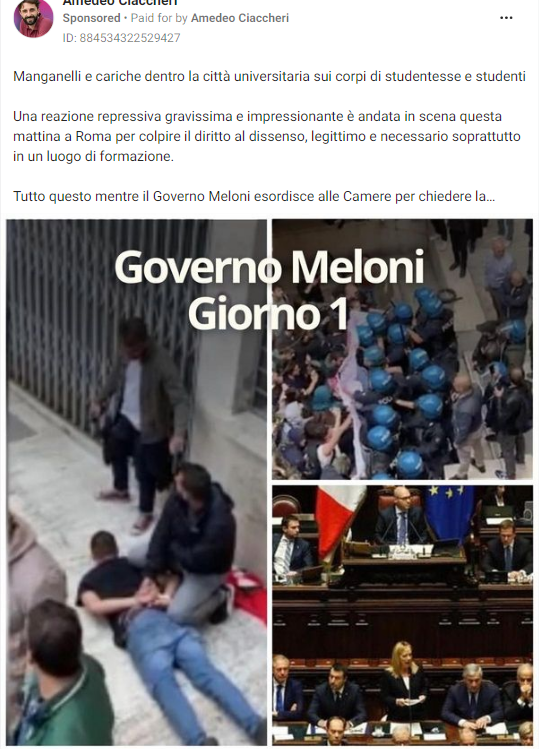 Amedeo Ciaccheri
Sponsored • Paid for by Amedeo Ciaccheri
ID: 884534322529427
Manganelli e cariche dentro la città universitaria sui corpi di studentesse e studenti
Una reazione repressiva gravissima e impressionante è andata in scena questa
mattina a Roma per colpire il diritto al dissenso, legittimo e necessario soprattutto
in un luogo di formazione.
Tutto questo mentre il Governo Meloni esordisce alle Camere per chiedere la...
Governo Meloni
Giorno 1